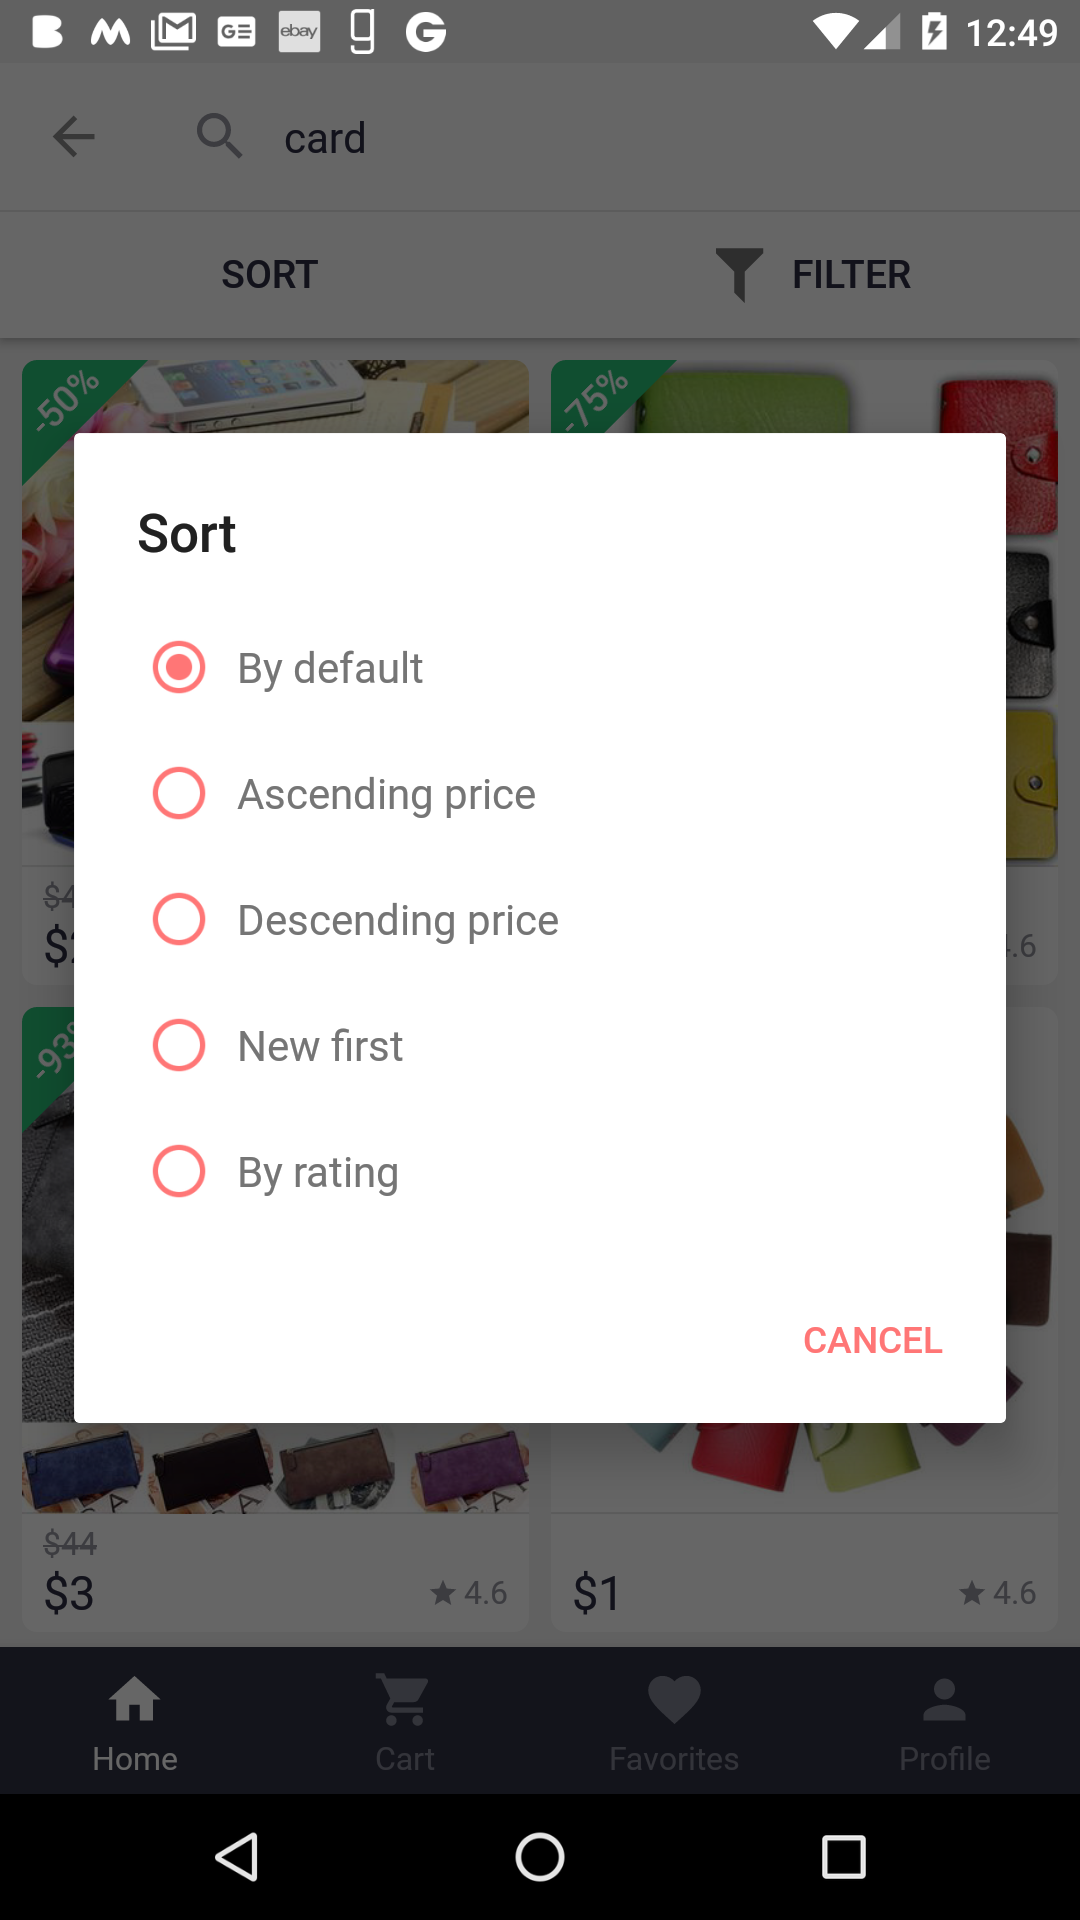 ebay
12:49
card
SORT
FILTER
-50%
-75%
Sort
By default
Ascending price
Descending price
New first
By rating
CANCEL
4.6
$44
$3
4.6
$1
4.6
Home
Cart
Favorites
Profile